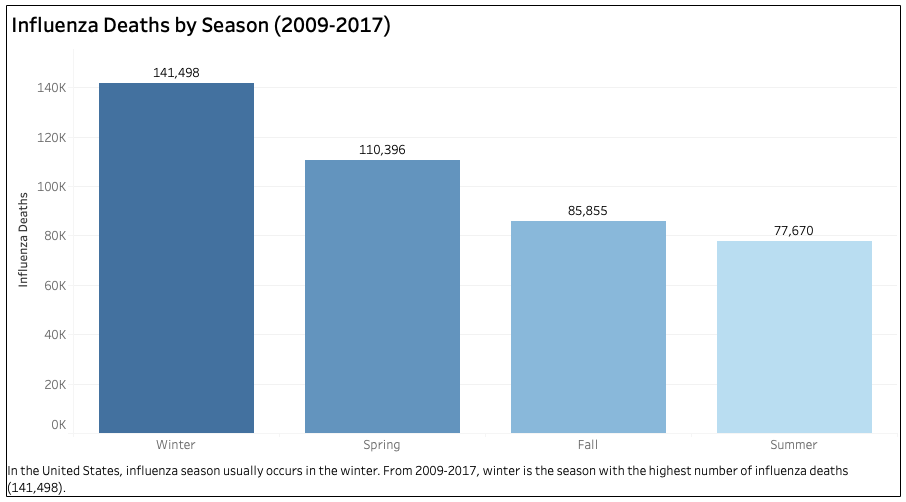 Influenza Deaths by Season (2009-2017)
141,498
140K
110,396
120K
100K
85,855
80K
77,670
60K
40K
20K
0K
Influenza Deaths
Winter Spring Fall Summer
In the United States, influenza season usually occurs in the winter. From 2009-2017, winter is the season with the highest number of influenza deaths
(141,498).